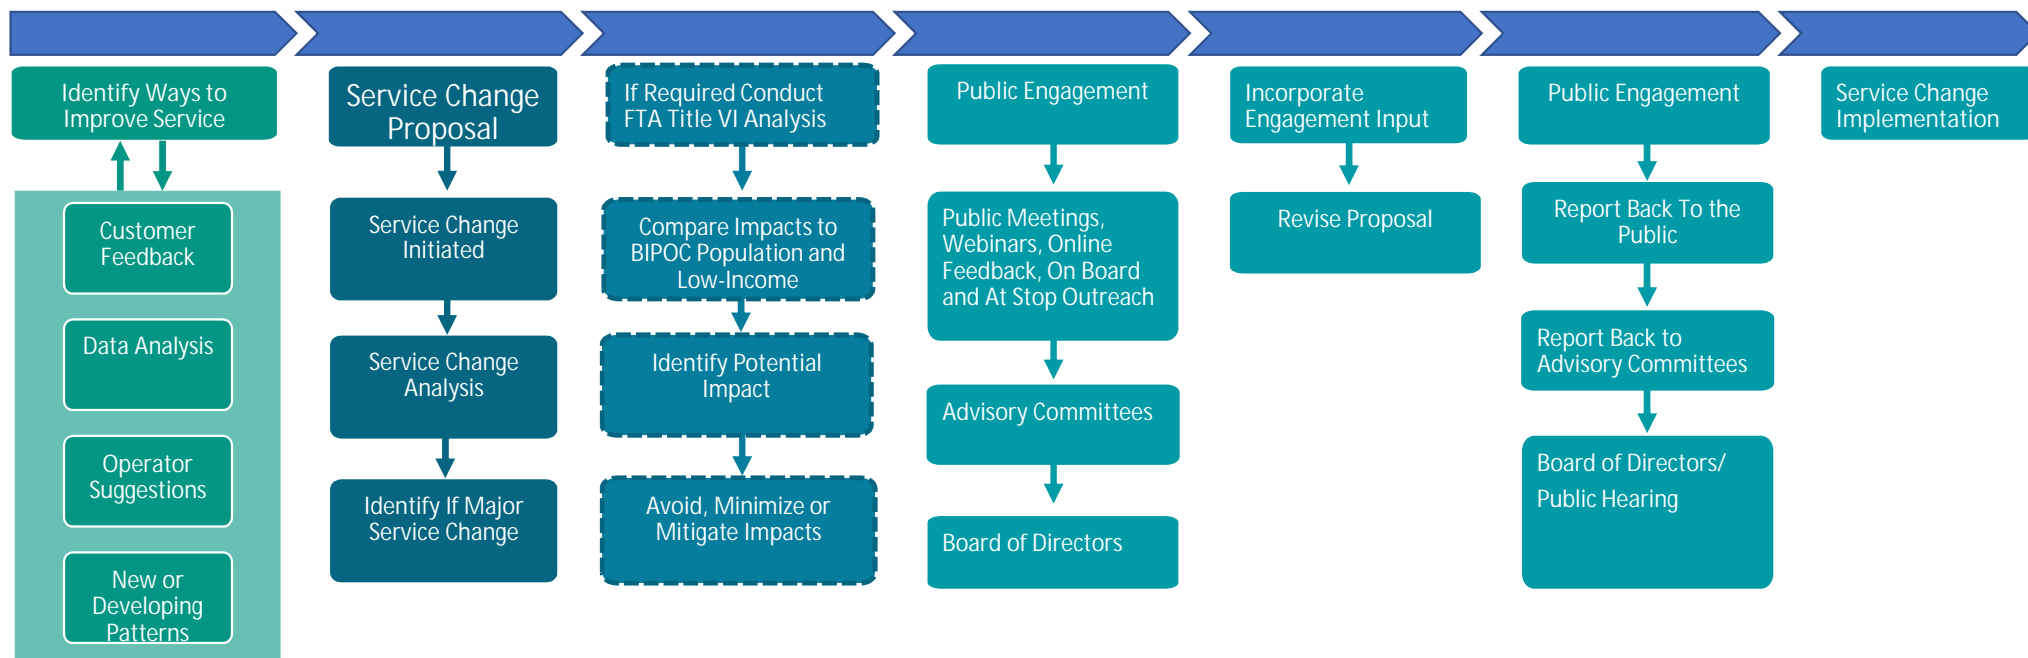 Identify Ways to
Improve Service
Customer
Feedback
Data Analysis
Operator
Suggestions
New or
Developing
Patterns
Service Change
Proposal
Service Change
Initiated
Service Change
Analysis
Identify If Major
Service Change
If Required Conduct
FTA Title VI Analysis
Compare Impacts to
BIPOC Population and
Low-Income
Identify Potential
Impact
Avoid, Minimize or
Mitigate Impacts
Public Engagement
Public Meetings,
Webinars, Online
Feedback, On Board
and At Stop Outreach
Advisory Committees
Board of Directors
Incorporate
Engagement Input
Revise Proposal
Public Engagement
Report Back To the
Public
Report Back to
Advisory Committees
Board of Directors/
Public Hearing
Service Change
Implementation